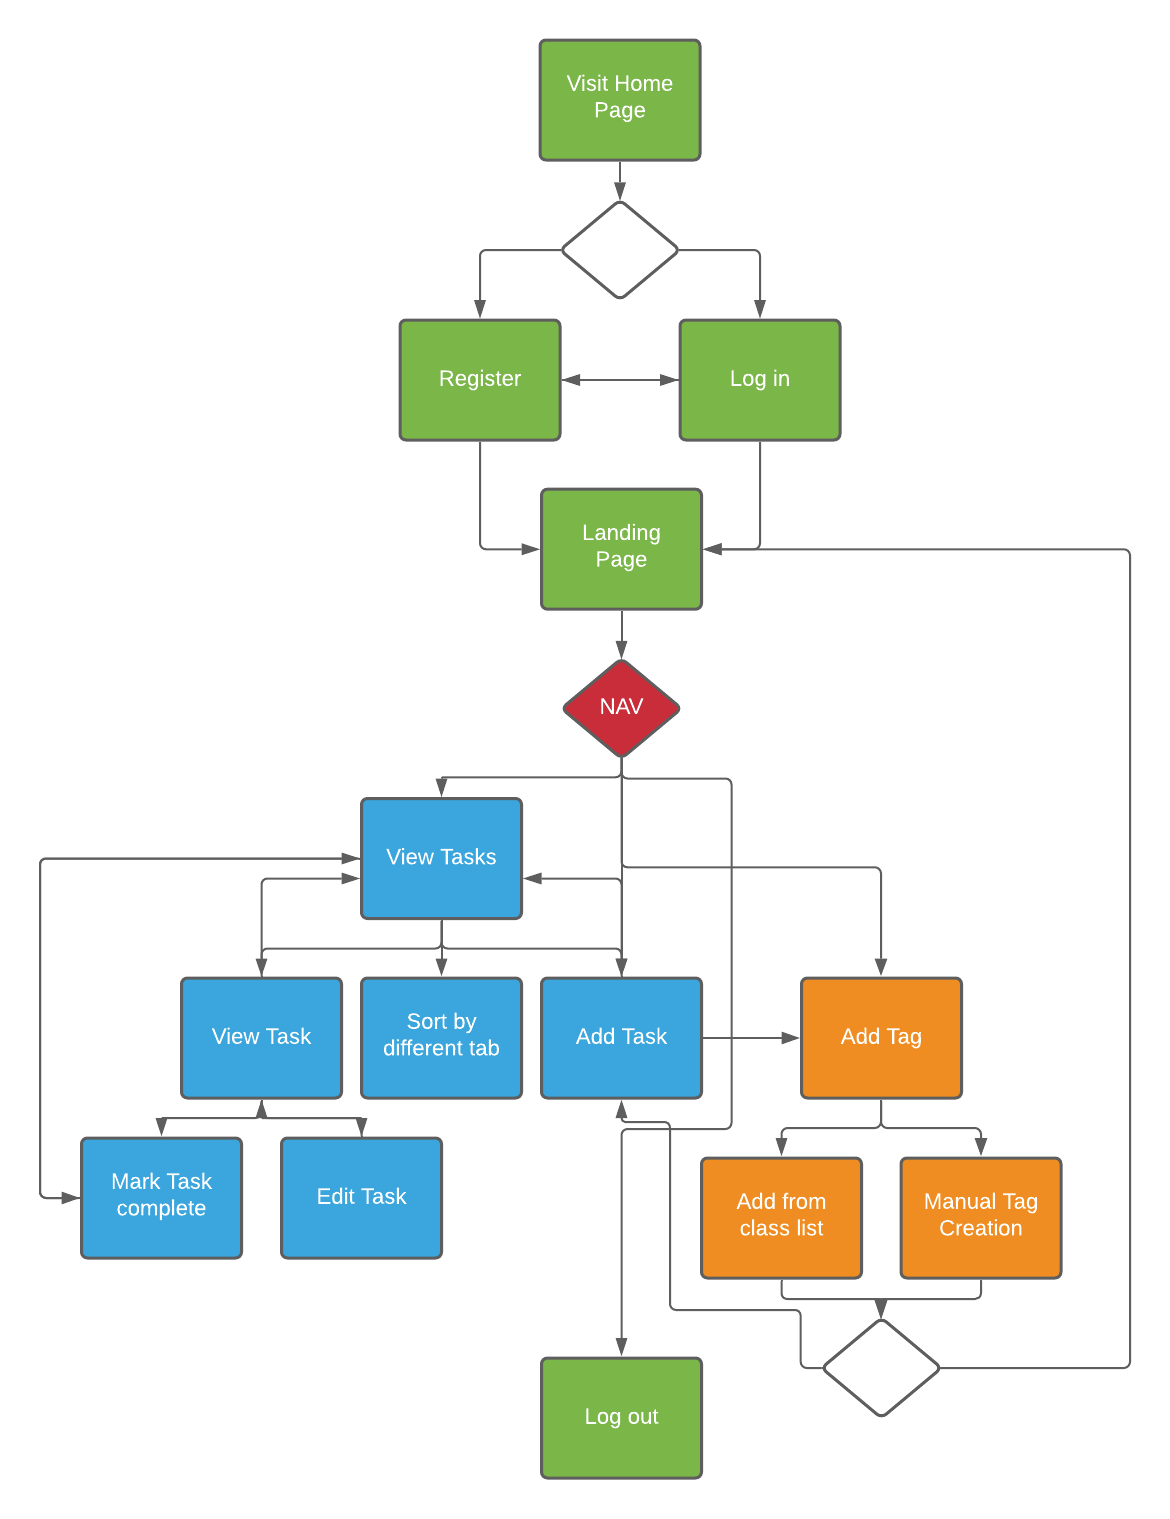 Visit Home
Page
Register
Log in
Landing
Page
NAV
View Tasks
View Task
Sort by
different tab
Add Task
Add Tag
Mark Task
complete
Edit Task
Add from
class list
Manual Tag
Creation
Log out